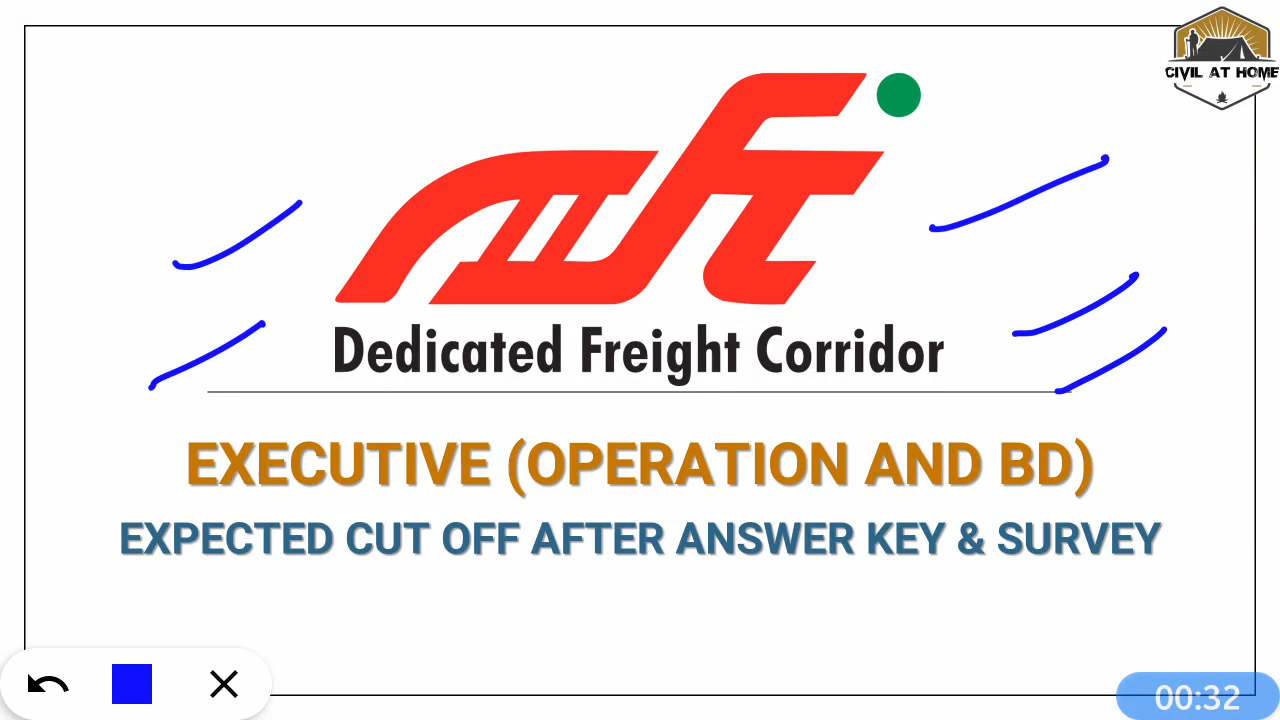 CIVIL AT HOME
Dedicated Freight Corridor
EXECUTIVE (OPERATION AND BD)
EXPECTED CUT OFF AFTER ANSWER KEY & SURVEY
00:32